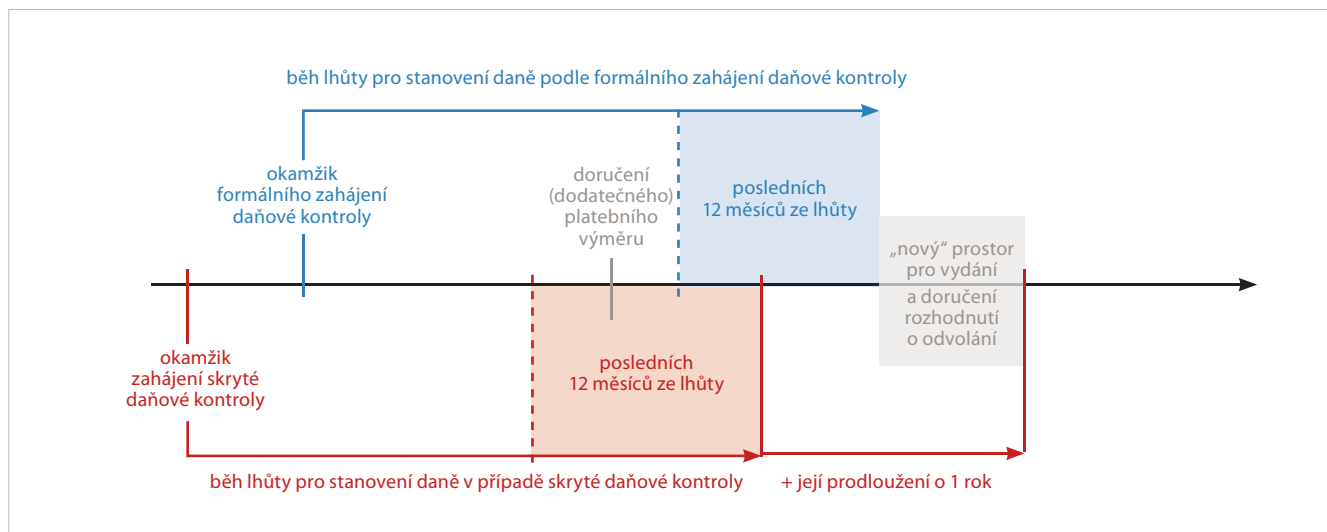 běh lhůty pro stanovení daně podle formálního zahájení daňové kontroly
okamžik
formálního zahájení
daňové kontroly
doručení
(dodatečného)
platebního
výměru
posledních
12 měsíců ze lhůty
„nový“ prostor
pro vydání
a doručení
rozhodnutí
o odvolání
okamžik
zahájení skryté
daňové kontroly
posledních
12 měsíců ze lhůty
běh lhůty pro stanovení daně v případě skryté daňové kontroly
+ její prodloužení o 1 rok